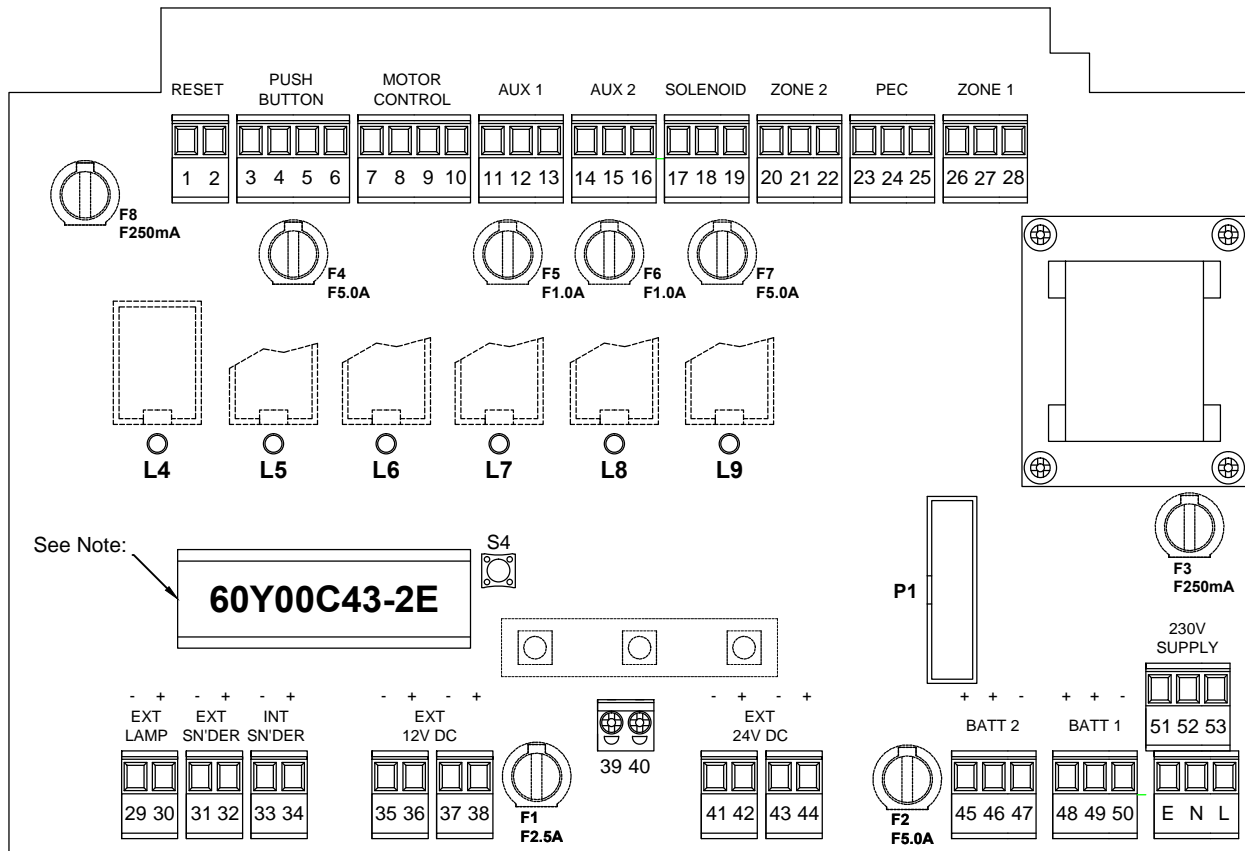 RESET
PUSH
BUTTON
MOTOR
CONTROL
AUX 1
AUX 2
SOLENOID
ZONE 2
PEC
ZONE 1
1 2
3 4 5 6
7 8 9 10
11 12 13
14 15 16
17 18 19
20 21 22
23 24 25
26 27 28
F8
F250mA
F4
F5.0A
F5
F1.0A
F6
F1.0A
F7
F5.0A
L4
L5
L6
L7
L8
L9
See Note:
60Y00C43-2E
S4
P1
F3
F250mA
230V
SUPPLY
51 52 53
- +
EXT
LAMP
29 30
- +
EXT
SN'DER
31 32
- +
INT
SN'DER
33 34
- + - +
EXT
12V DC
35 36
37 38
F1
F2.5A
39 40
- + - +
EXT
24V DC
41 42
43 44
F2
F5.0A
+ + -
BATT 2
45 46 47
+ + -
BATT 1
48 49 50
E N L